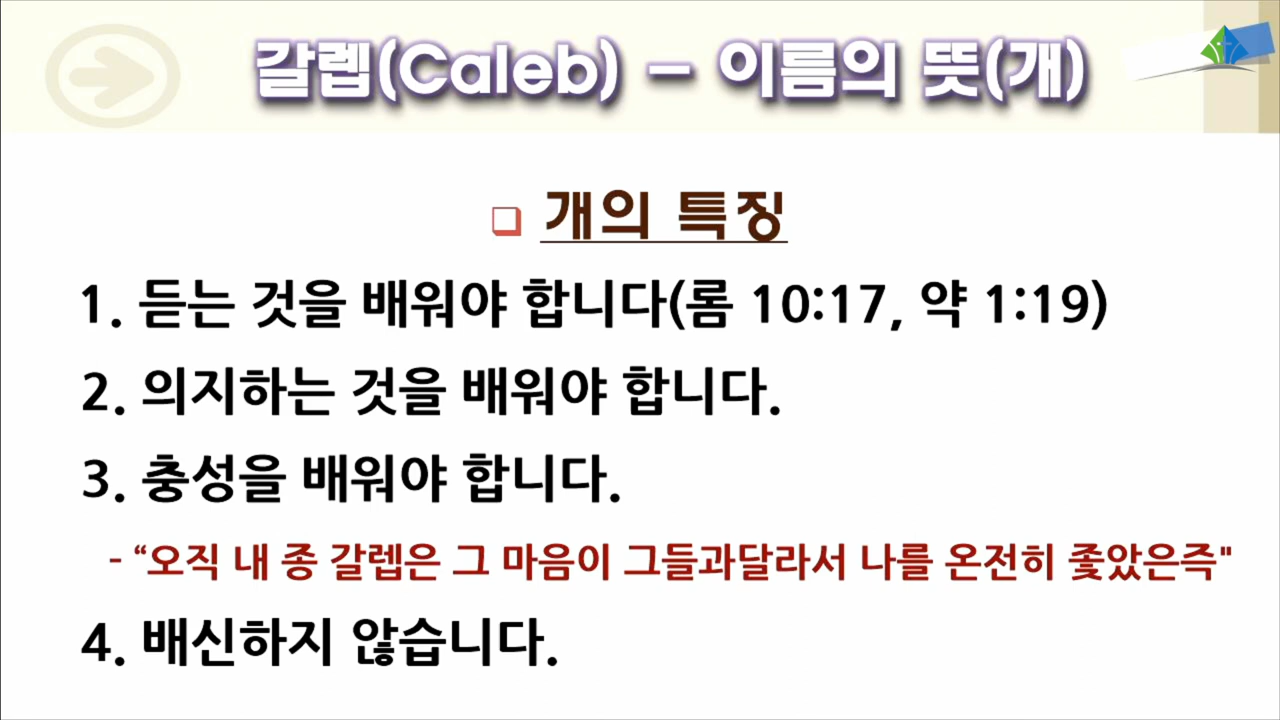 갈렙(Caleb) - 이름의 뜻(개)
개의 특징
1. 듣는 것을 배워야 합니다(롬 10:17, 약 1:19)
2. 의지하는 것을 배워야 합니다.
3. 충성을 배워야 합니다.
- “오직 내 종 갈렙은 그 마음이 그들과달라서 나를 온전히 좇았은즉"
4. 배신하지 않습니다.